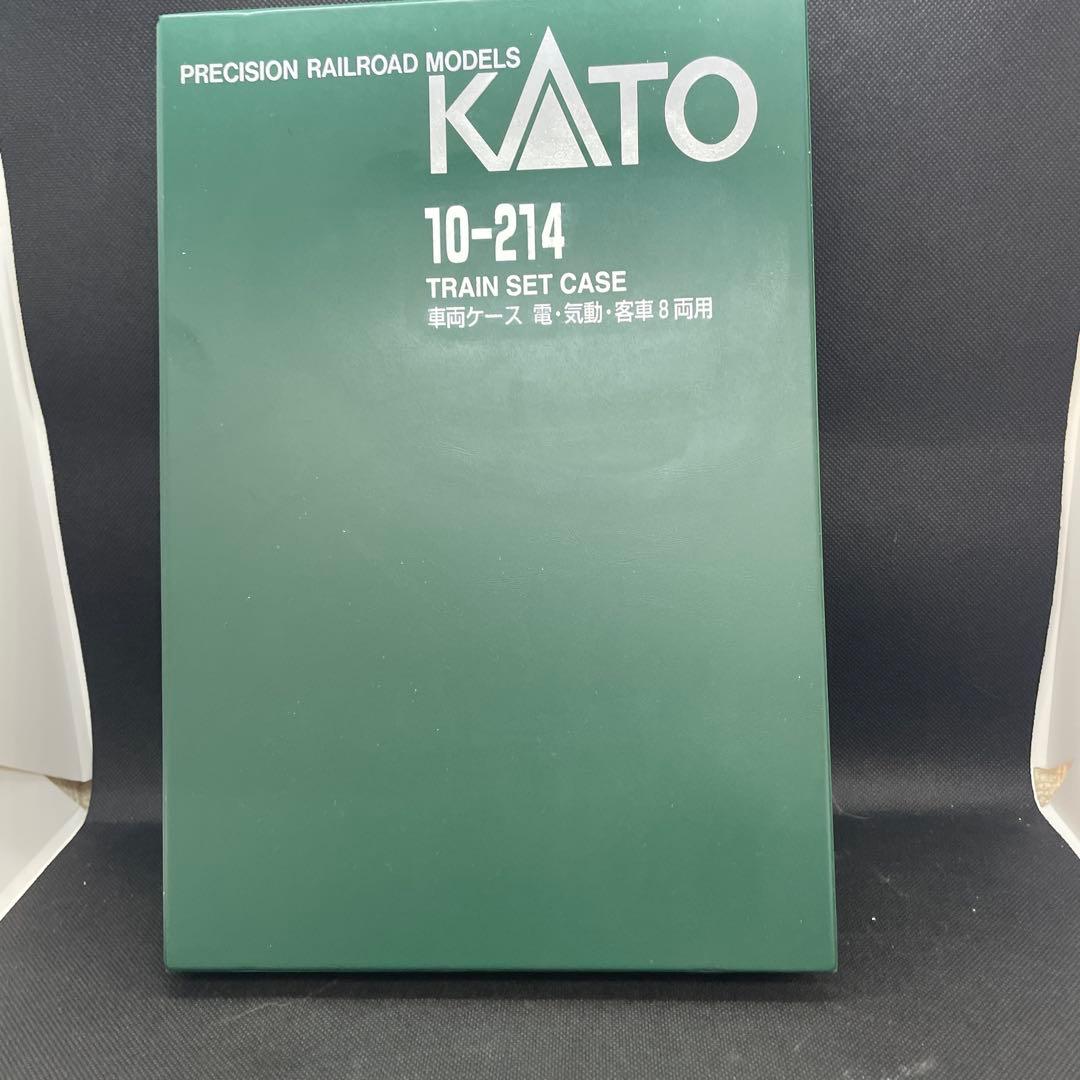 PRECISION RAILROAD MODELS
KATO
10-214
TRAIN SET CASE
車両ケース 電・気動・客車8両用